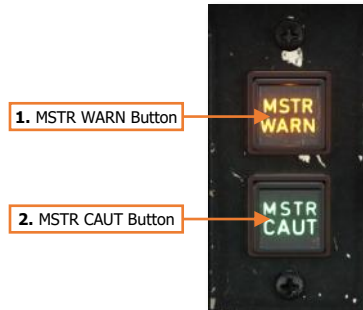 1. MSTR WARN Button
MSTR
WARN
2. MSTR CAUT Button
MSTR
CAUT